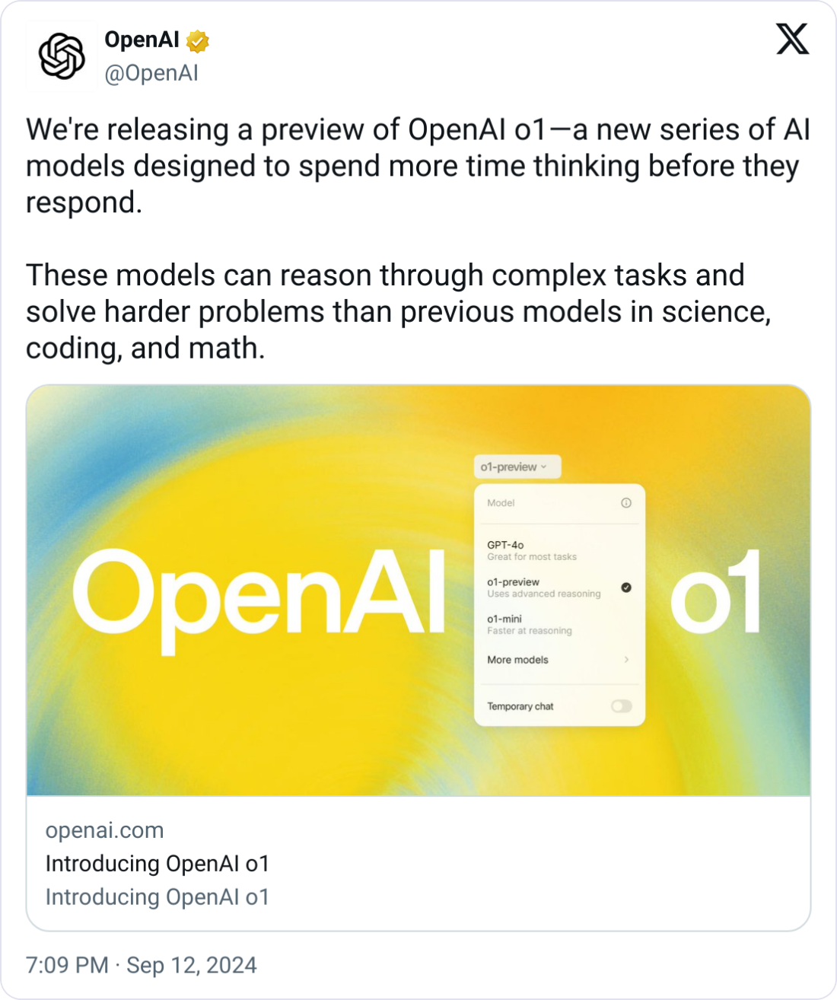 OpenAI
@OpenAI
We're releasing a preview of OpenAI o1—a new series of AI
models designed to spend more time thinking before they
respond.
These models can reason through complex tasks and
solve harder problems than previous models in science,
coding, and math.
OpenAI
o1-preview
Model
GPT-4o
Great for most tasks
o1-preview
Uses advanced reasoning
o1-mini
Faster at reasoning
More models
Temporary chat
o1
openai.com
Introducing OpenAI o1
Introducing OpenAI o1
7:09 PM · Sep 12, 2024